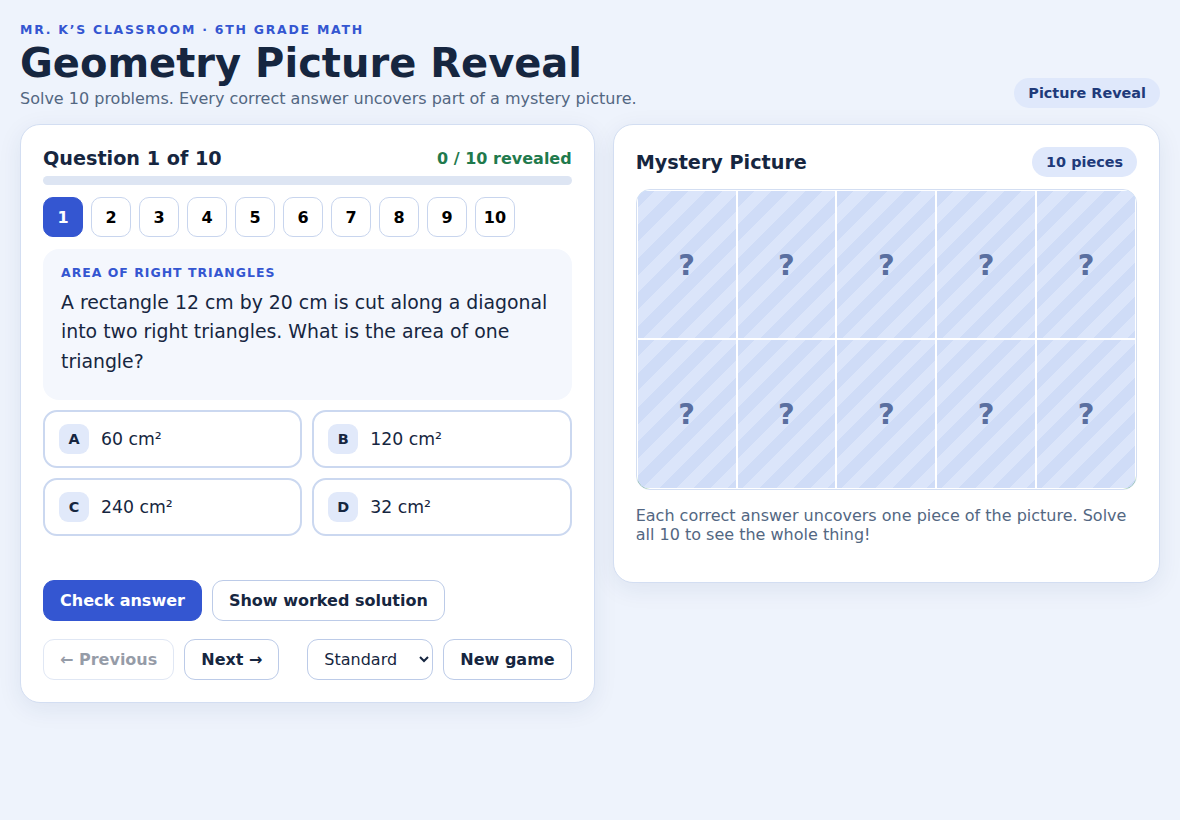 MR. K’S CLASSROOM · 6TH GRADE MATH
Geometry Picture Reveal
Solve 10 problems. Every correct answer uncovers part of a mystery picture.
Picture Reveal
Question 1 of 10
0 / 10 revealed
1 2 3 4 5 6 7 8 9 10
AREA OF RIGHT TRIANGLES
A rectangle 12 cm by 20 cm is cut along a diagonal
into two right triangles. What is the area of one
triangle?
A 60 cm²
B 120 cm²
C 240 cm²
D 32 cm²
Check answer
Show worked solution
← Previous
Next →
Standard
New game
Mystery Picture
10 pieces
? ? ? ? ?
? ? ? ? ?
Each correct answer uncovers one piece of the picture. Solve
all 10 to see the whole thing!